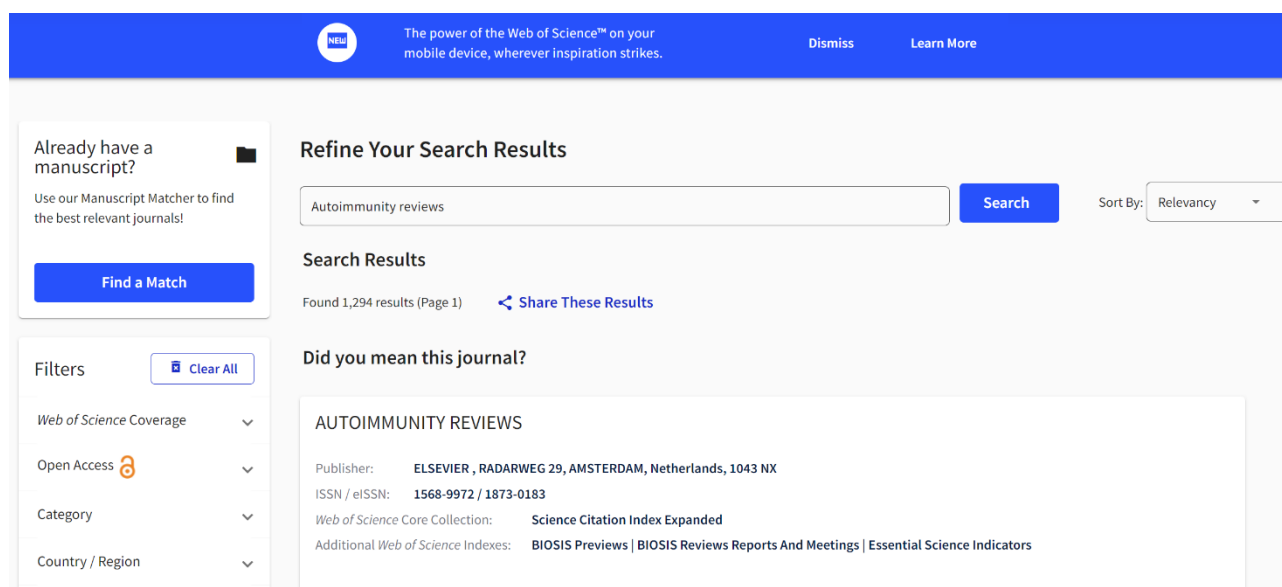 NEW
The power of the Web of Science™ on your
mobile device, wherever inspiration strikes.
Dismiss
Learn More
Already have a
manuscript?
Use our Manuscript Matcher to find
the best relevant journals!
Find a Match
Filters
Clear All
Web of Science Coverage
Open Access
Category
Country / Region
Refine Your Search Results
Autoimmunity reviews
Search
Sort By: Relevancy
Search Results
Found 1,294 results (Page 1)
Share These Results
Did you mean this journal?
AUTOIMMUNITY REVIEWS
Publisher: ELSEVIER , RADARWEG 29, AMSTERDAM, Netherlands, 1043 NX
ISSN / eISSN: 1568-9972 / 1873-0183
Web of Science Core Collection: Science Citation Index Expanded
Additional Web of Science Indexes: BIOSIS Previews | BIOSIS Reviews Reports And Meetings | Essential Science Indicators